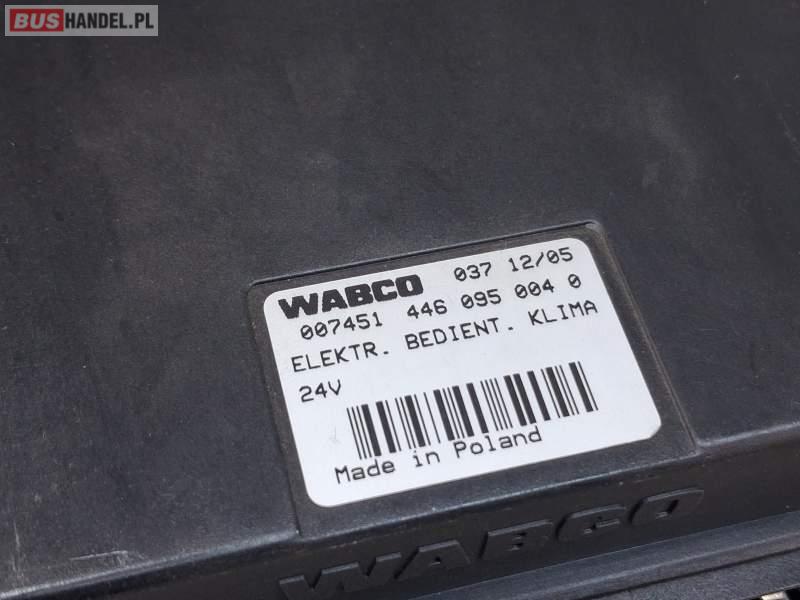 BUSHANDEL.PL
WABCO 037 12/05
007451 446 095 004 0
ELEKTR. BEDIENT. KLIMA
24V
Made in Poland
WABCO